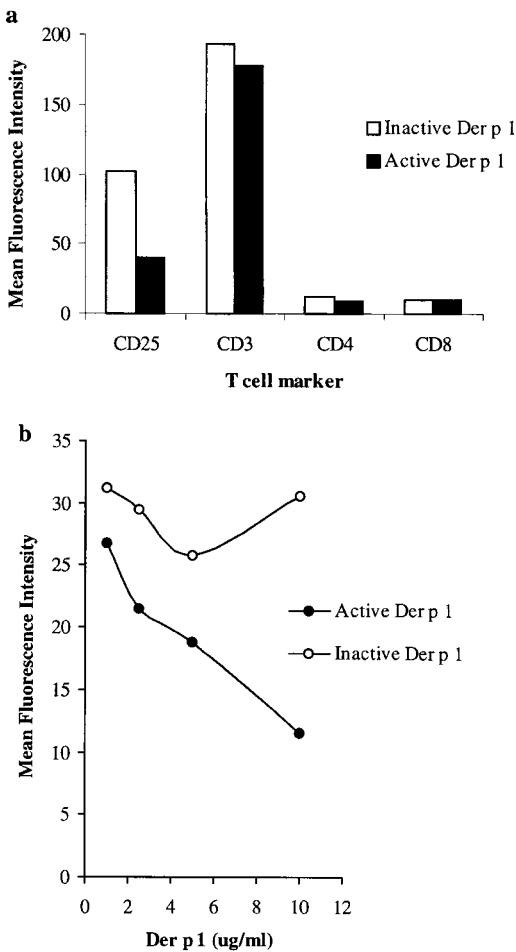 a
Mean Fluorescence Intensity
200
150
100
50
0
CD25 CD3 CD4 CD8
T cell marker
Inactive Der p 1
Active Der p 1
b
Mean Fluorescence Intensity
35
30
25
20
15
10
5
0
0 2 4 6 8 10 12
Der p 1 (ug/ml)
Active Der p 1
Inactive Der p 1